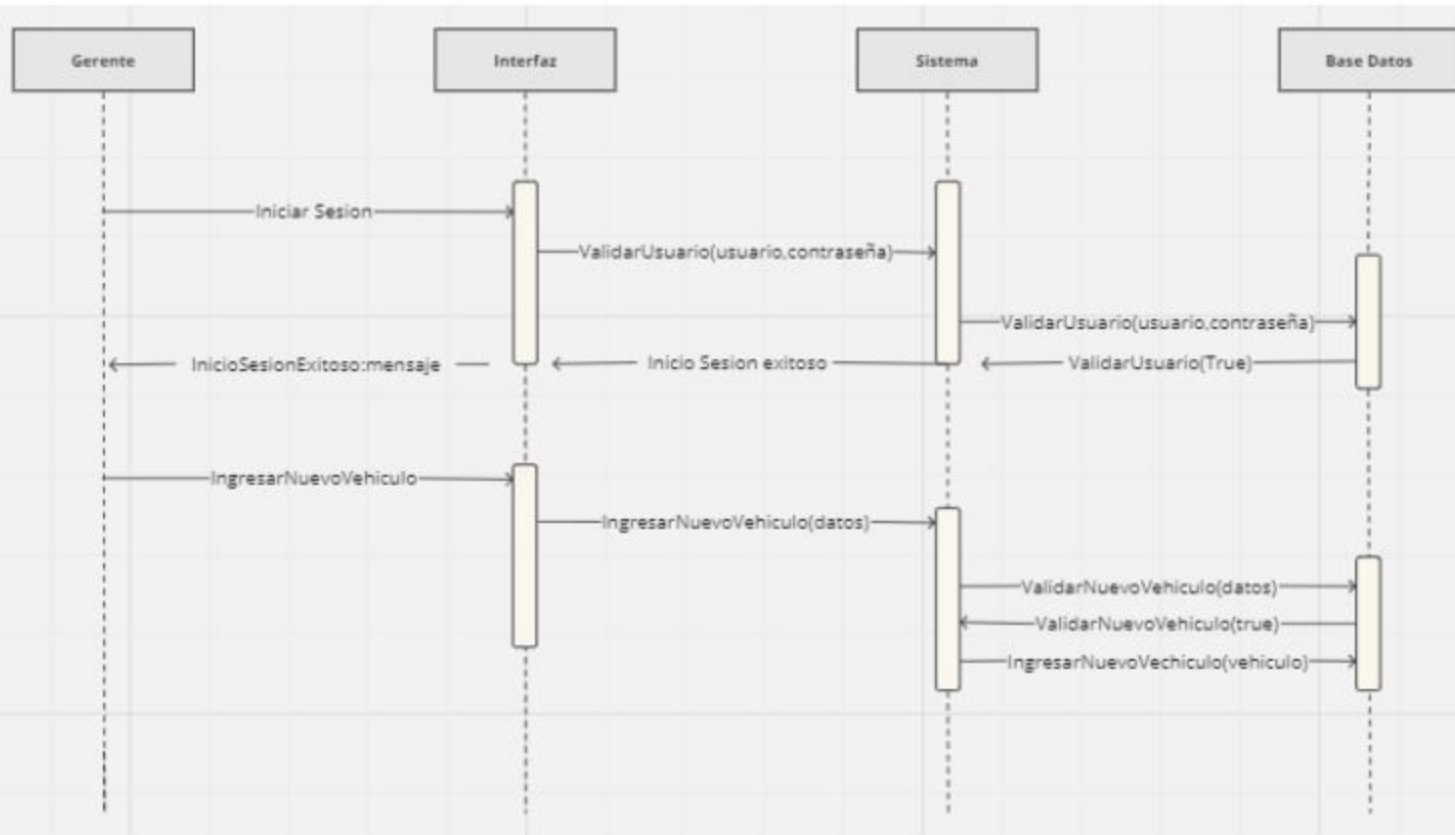 Gerente
Interfaz
Sistema
Base Datos
Iniciar Sesion
ValidarUsuario(usuario,contraseña)
ValidarUsuario(usuario,contraseña)
InicioSesionExitoso:mensaje
Inicio Sesion exitoso
ValidarUsuario(True)
IngresarNuevoVehiculo
IngresarNuevoVehiculo(datos)
ValidarNuevoVehiculo(datos)
ValidarNuevoVehiculo(true)
IngresarNuevoVechiculo(vehiculo)